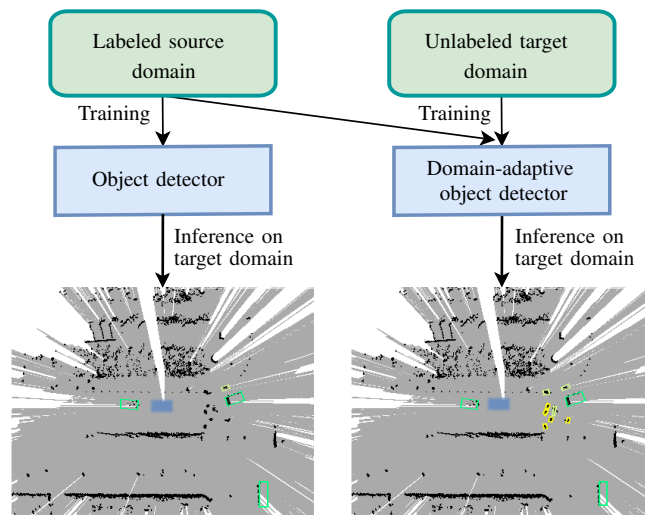 Labeled source
domain
Unlabeled target
domain
Training
Training
Object detector
Domain-adaptive
object detector
Inference on
target domain
Inference on
target domain